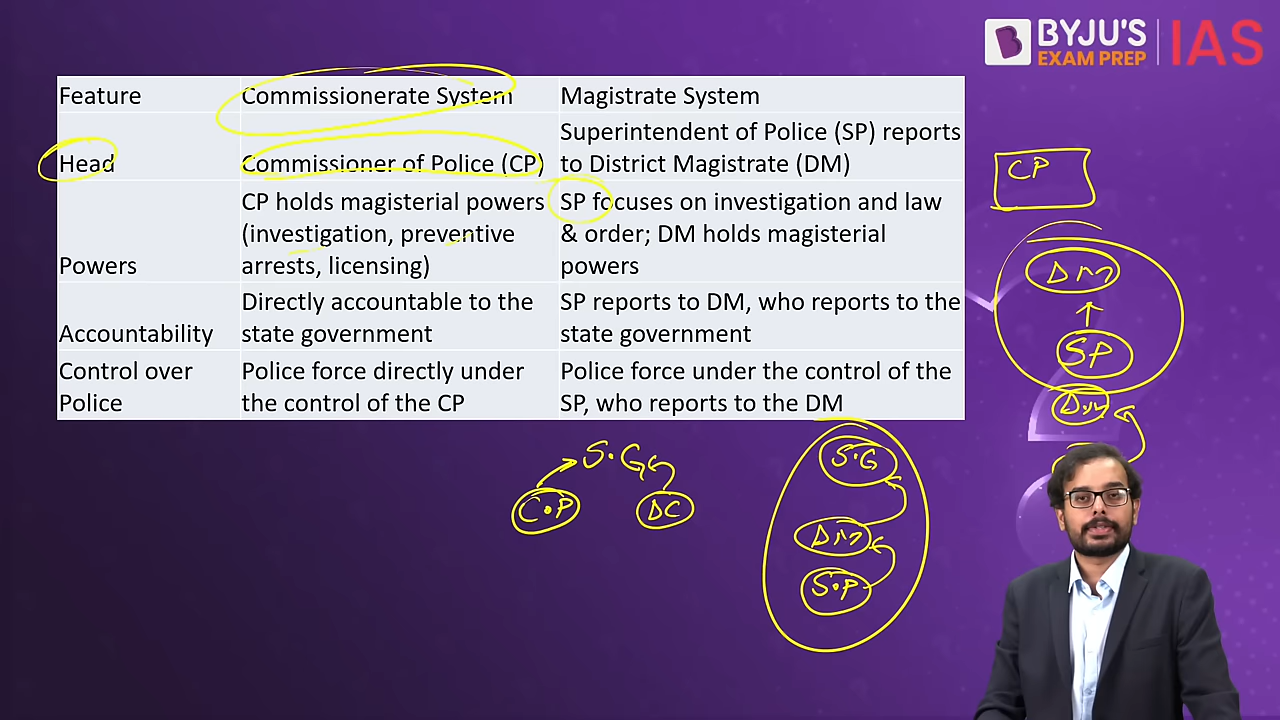 BYJU'S
EXAM PREP
IAS
Feature
Commissionerate System
Magistrate System
Head
Commissioner of Police (CP)
Superintendent of Police (SP) reports
to District Magistrate (DM)
Powers
CP holds magisterial powers
(investigation, preventive
arrests, licensing)
SP focuses on investigation and law
& order; DM holds magisterial
powers
Accountability
Directly accountable to the
state government
SP reports to DM, who reports to the
state government
Control over
Police
Police force directly under
the control of the CP
Police force under the control of the
SP, who reports to the DM
CP
DM
SP
DM
S.G
C.P
DC
S.G
DM
S.P